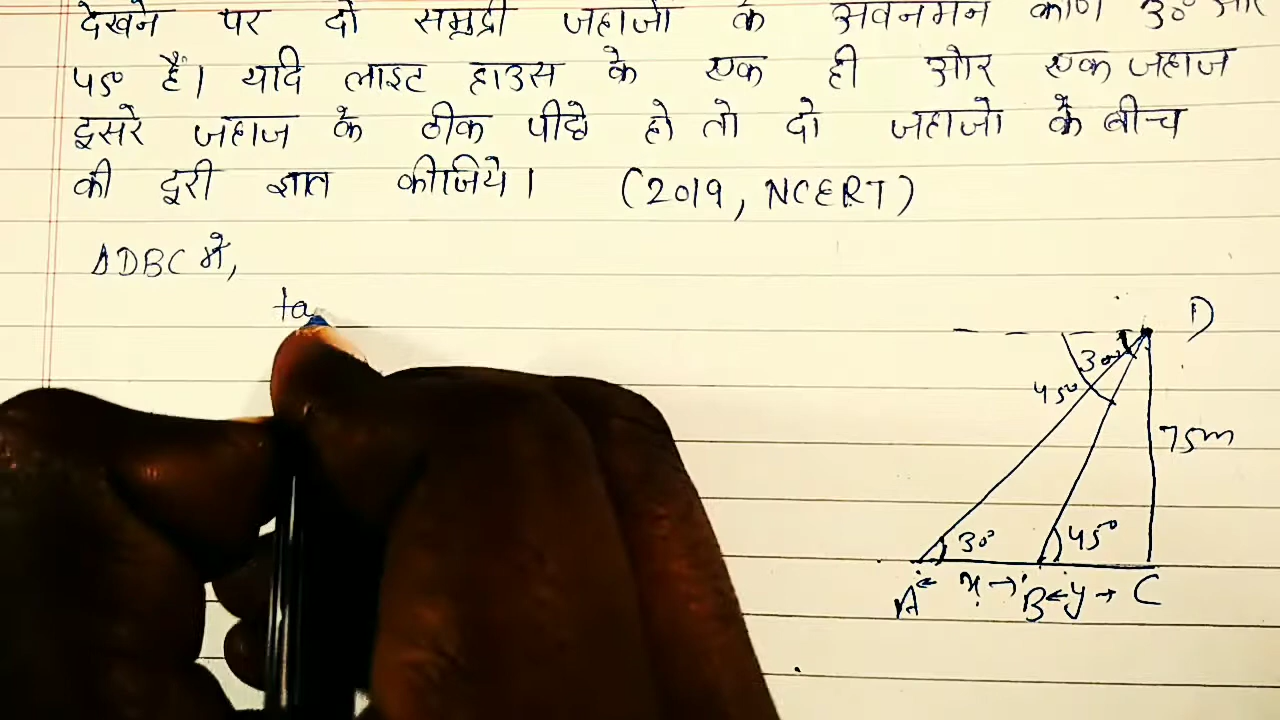 देखने पर दो समुद्री जहाजो के अवनमन कोण 30° और
45° हैं। यदि लाइट हाउस के एक ही ओर एक जहाज
दूसरे जहाज के ठीक पीछे हो तो दो जहाजो के बीच
की दूरी ज्ञात कीजिये। (2019, NCERT)
ΔDBC में,
ta
D
30°
45°
75m
30° 45°
A ← x → B ← y → C